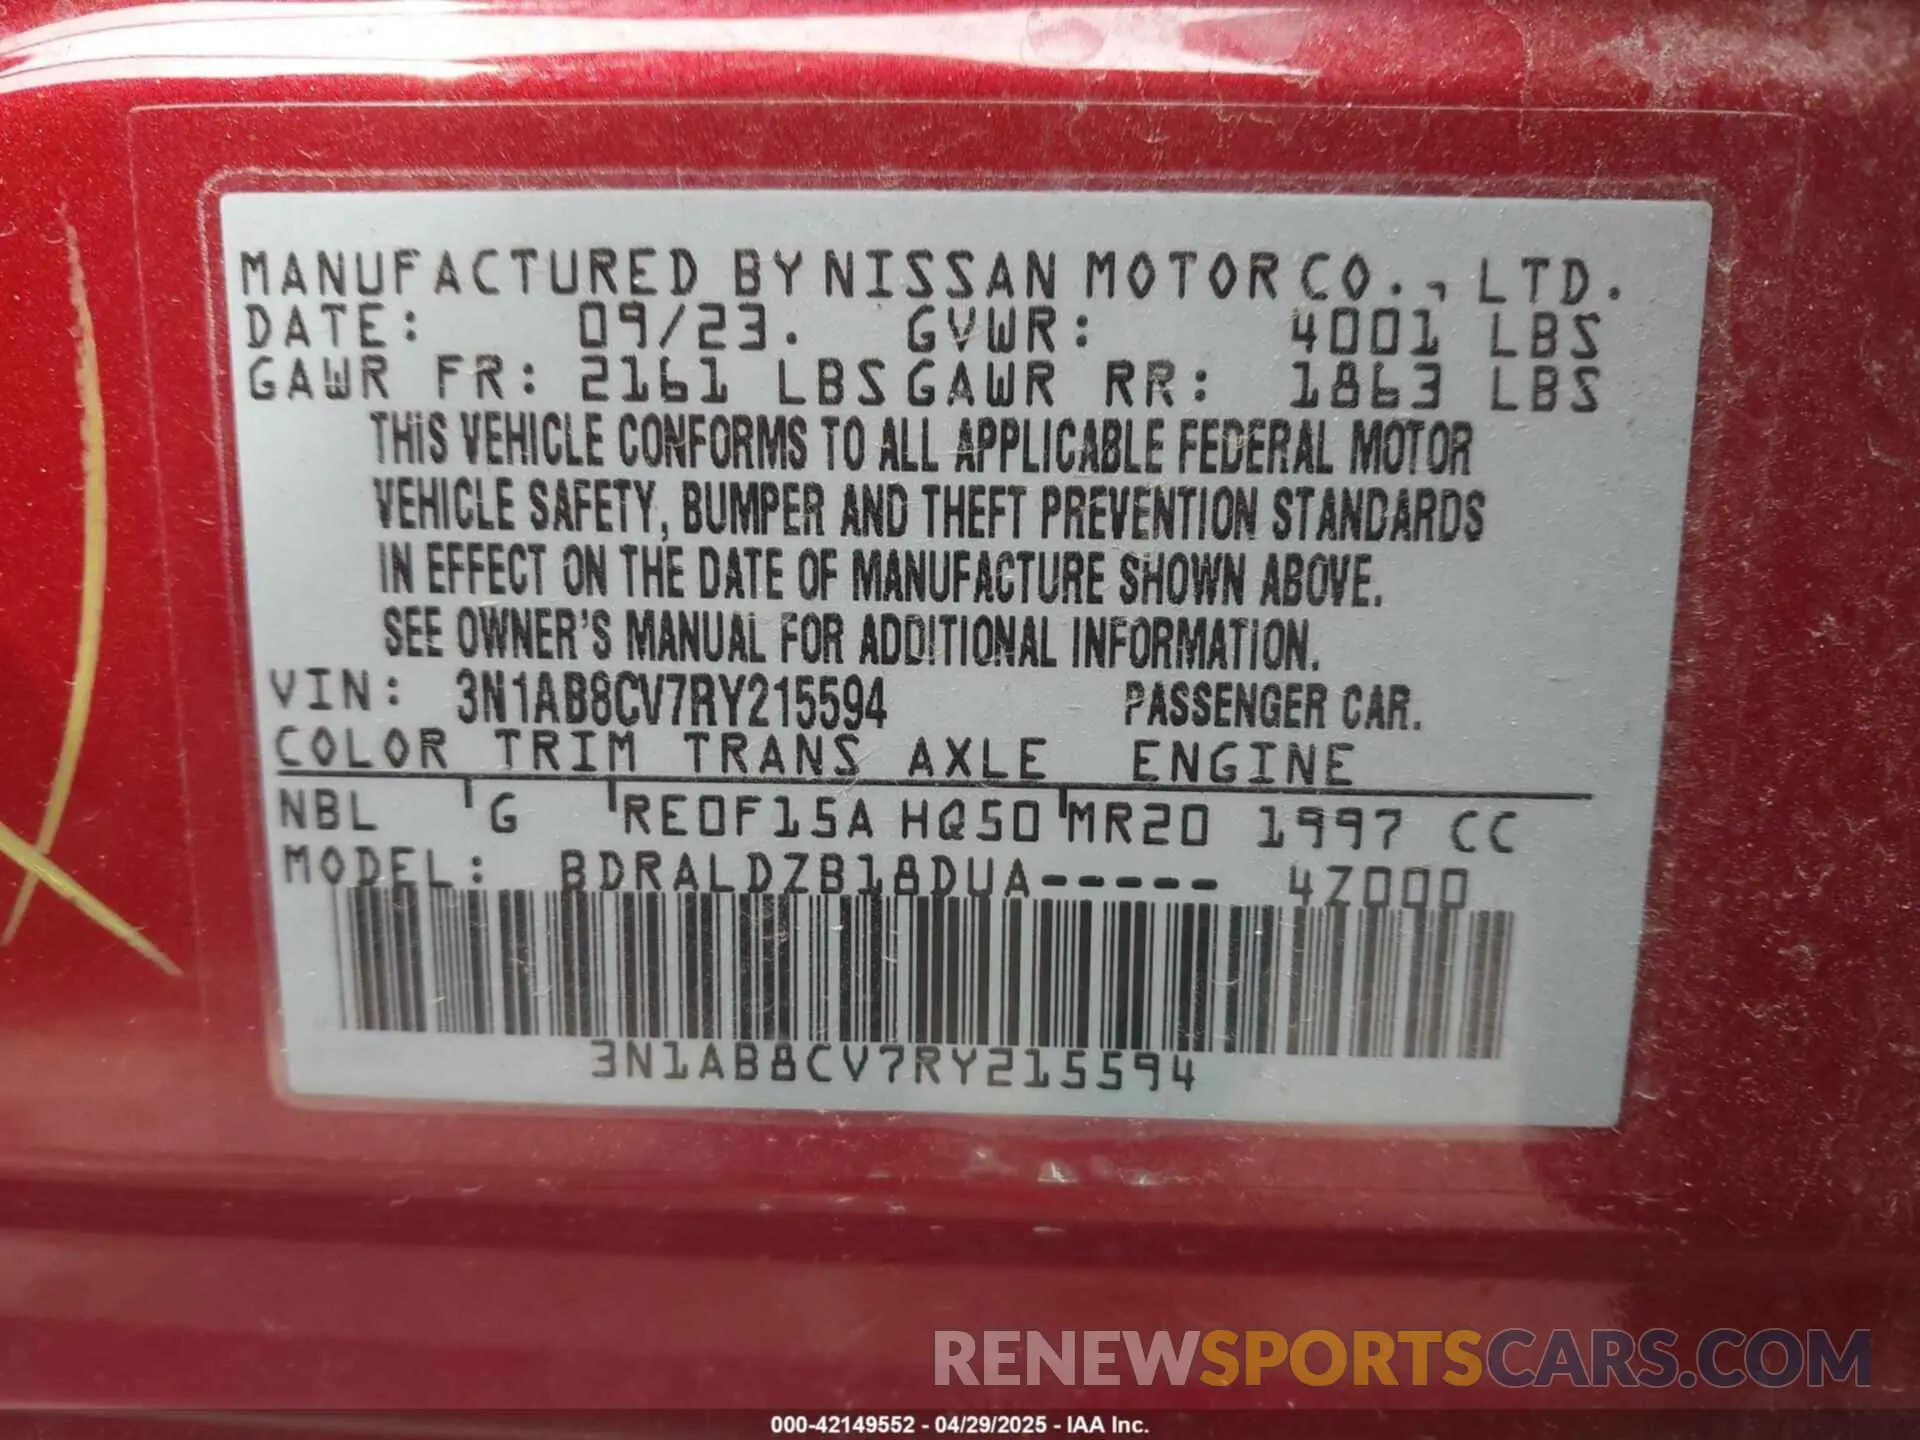 MANUFACTURED BY NISSAN MOTOR CO., LTD.
DATE: 09/23. GVWR: 4001 LBS
GAWR FR: 2161 LBS GAWR RR: 1863 LBS
THIS VEHICLE CONFORMS TO ALL APPLICABLE FEDERAL MOTOR
VEHICLE SAFETY, BUMPER AND THEFT PREVENTION STANDARDS
IN EFFECT ON THE DATE OF MANUFACTURE SHOWN ABOVE.
SEE OWNER'S MANUAL FOR ADDITIONAL INFORMATION.
VIN: 3N1AB8CV7RY215594 PASSENGER CAR.
COLOR TRIM TRANS AXLE ENGINE
NBL G RE0F15A HQ50 MR20 1997 CC
MODEL: BDRALDZB18DUA----- 4Z000
3N1AB8CV7RY215594
RENEWSPORTSCARS.COM
000-42149552 - 04/29/2025 - IAA Inc.